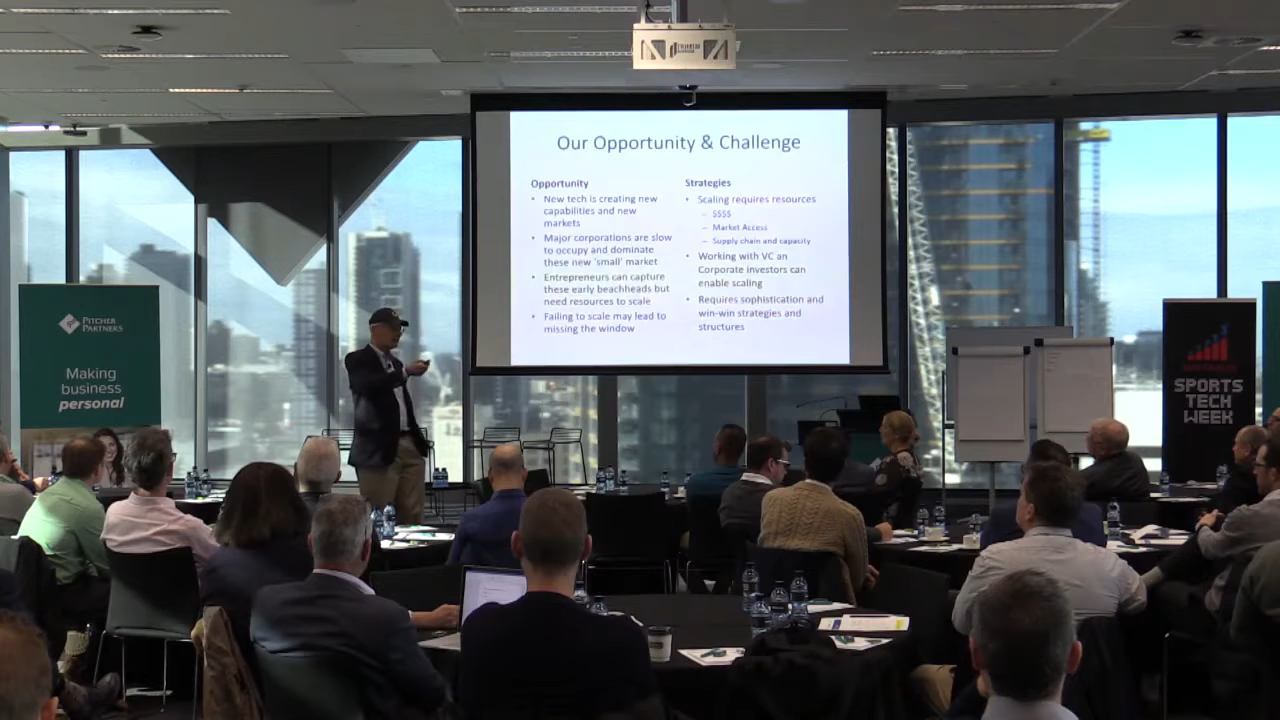 Our Opportunity & Challenge
Opportunity
• New tech is creating new
capabilities and new
markets
• Major corporations are slow
to occupy and dominate
these new 'small' market
• Entrepreneurs can capture
these early beachheads but
need resources to scale
• Failing to scale may lead to
missing the window
Strategies
• Scaling requires resources
– $$$$
– Market Access
– Supply chain and capacity
• Working with VC an
Corporate investors can
enable scaling
• Requires sophistication and
win-win strategies and
structures
PITCHER
PARTNERS
Making
business
personal
SPORTS
TECH
WEEK